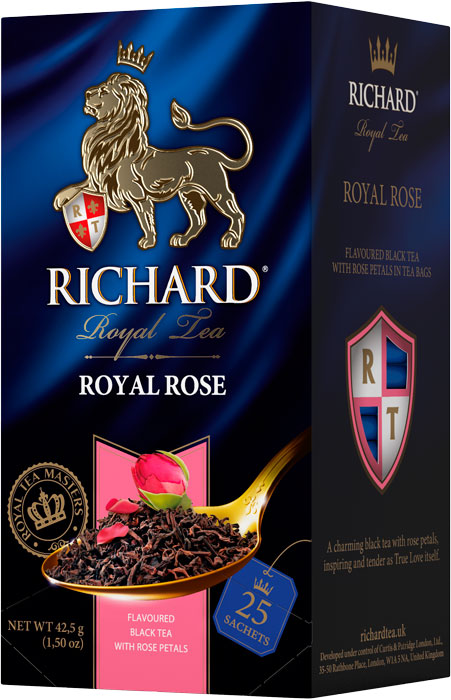 RICHARD®
Royal Tea
ROYAL ROSE
R T
ROYAL TEA MASTERS
FLAVOURED
BLACK TEA
WITH ROSE PETALS
NET WT 42,5 g
(1,50 oz)
25
SACHETS
RICHARD®
Royal Tea
ROYAL ROSE
FLAVOURED BLACK TEA
WITH ROSE PETALS IN TEA BAGS
R
T
A charming black tea with rose petals,
inspiring and tender as True Love itself.
richardtea.uk
Developed under control of Curtis & Patridge London, Ltd.,
35-50 Rathbone Place, London, W1A 5NA, United Kingdom